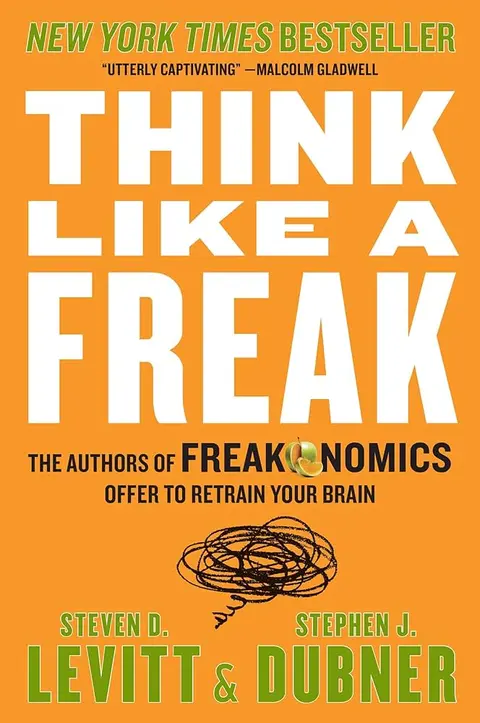 NEW YORK TIMES BESTSELLER
"UTTERLY CAPTIVATING" —MALCOLM GLADWELL
THINK
LIKE A
FREAK
THE AUTHORS OF FREAKONOMICS
OFFER TO RETRAIN YOUR BRAIN
STEVEN D. STEPHEN J.
LEVITT & DUBNER